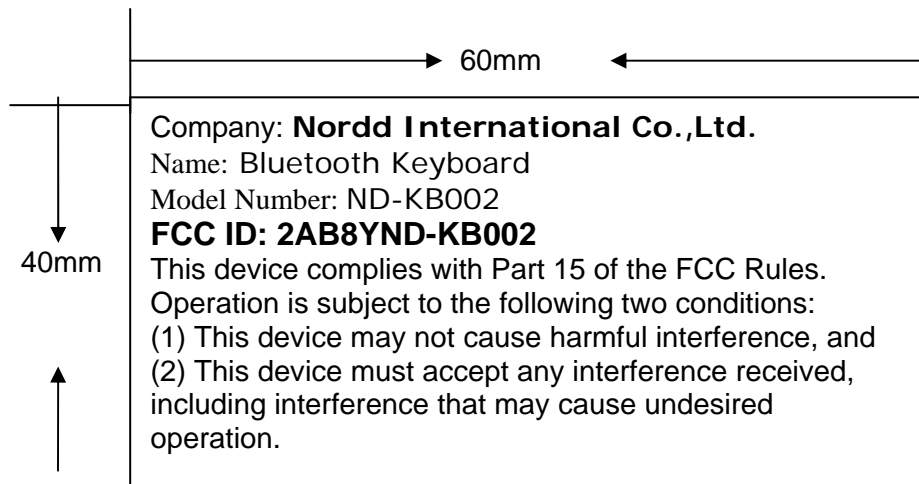 60mm
Company: Nordd International Co.,Ltd.
Name: Bluetooth Keyboard
Model Number: ND-KB002
FCC ID: 2AB8YND-KB002
40mm
This device complies with Part 15 of the FCC Rules.
Operation is subject to the following two conditions:
(1) This device may not cause harmful interference, and
(2) This device must accept any interference received,
including interference that may cause undesired
operation.